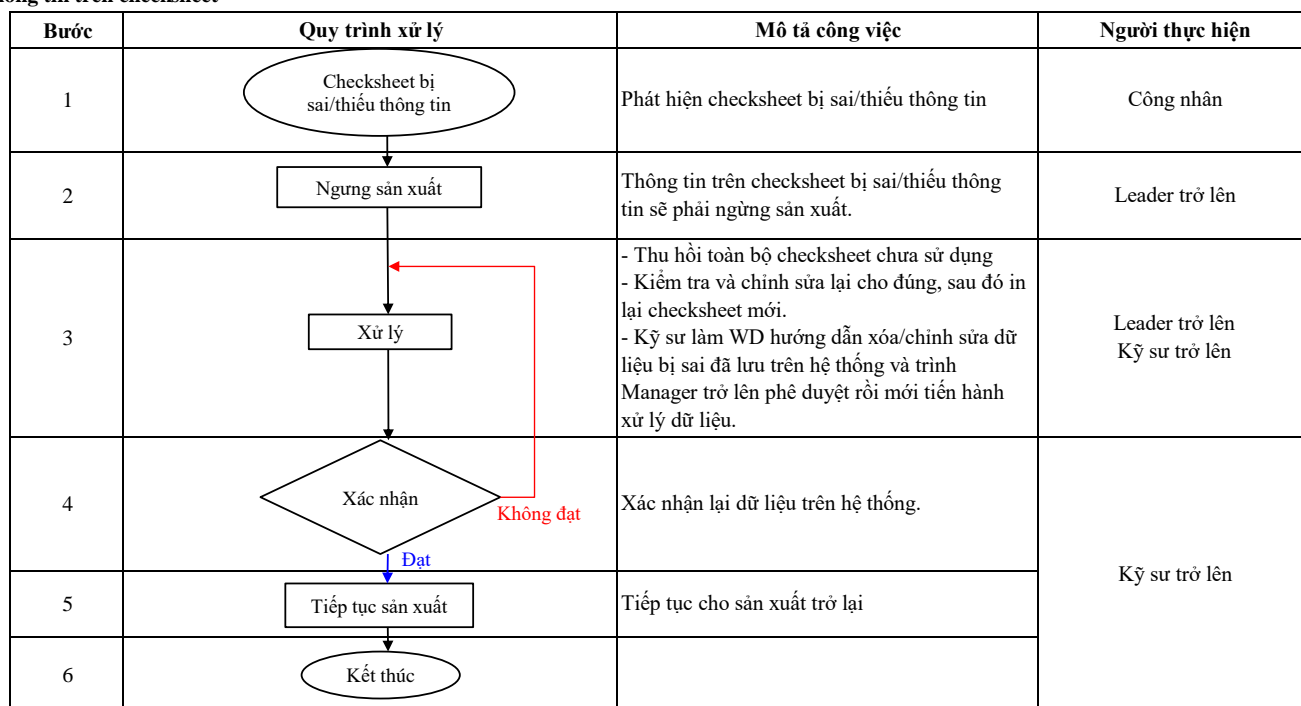 thông tin trên checksheet
Bước
Quy trình xử lý
Mô tả công việc
Người thực hiện
1
Checksheet bị
sai/thiếu thông tin
Phát hiện checksheet bị sai/thiếu thông tin
Công nhân
2
Ngưng sản xuất
Thông tin trên checksheet bị sai/thiếu thông
tin sẽ phải ngừng sản xuất.
Leader trở lên
3
Xử lý
- Thu hồi toàn bộ checksheet chưa sử dụng
- Kiểm tra và chỉnh sửa lại cho đúng, sau đó in
lại checksheet mới.
- Kỹ sư làm WD hướng dẫn xóa/chỉnh sửa dữ
liệu bị sai đã lưu trên hệ thống và trình
Manager trở lên phê duyệt rồi mới tiến hành
xử lý dữ liệu.
Leader trở lên
Kỹ sư trở lên
4
Xác nhận
Không đạt
Đạt
Xác nhận lại dữ liệu trên hệ thống.
Kỹ sư trở lên
5
Tiếp tục sản xuất
Tiếp tục cho sản xuất trở lại
6
Kết thúc